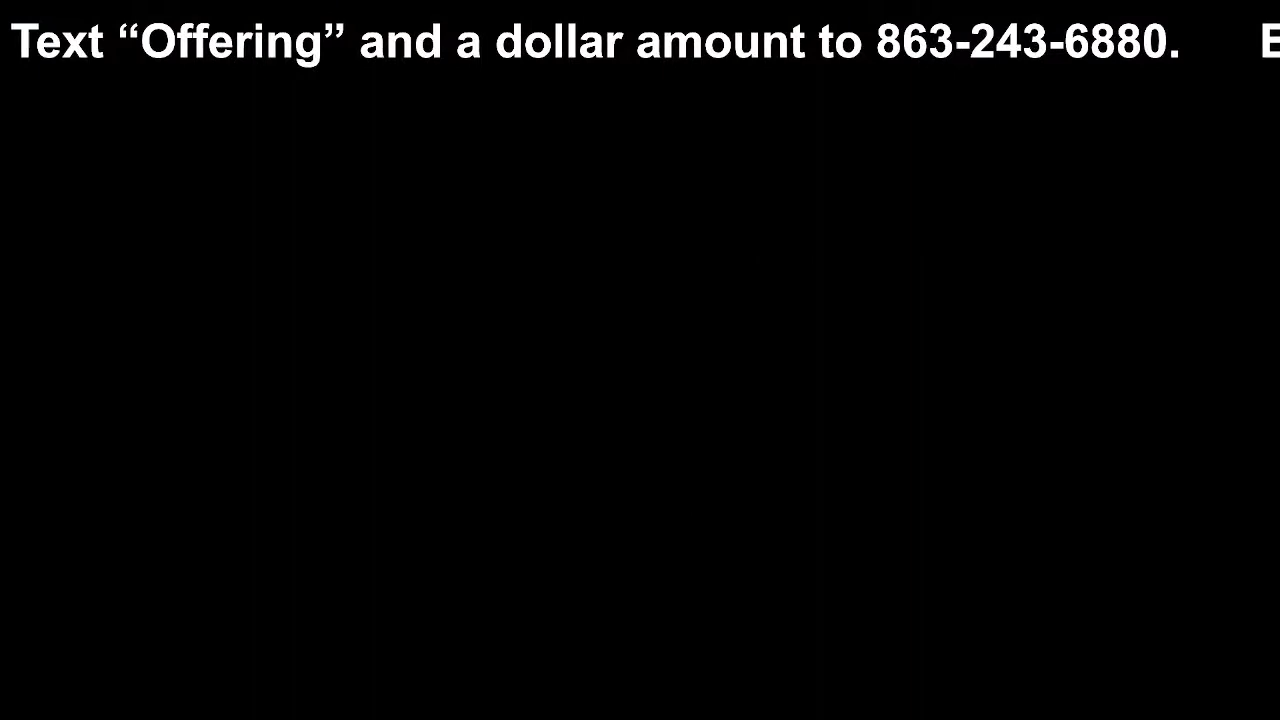 Text “Offering” and a dollar amount to 863-243-6880.